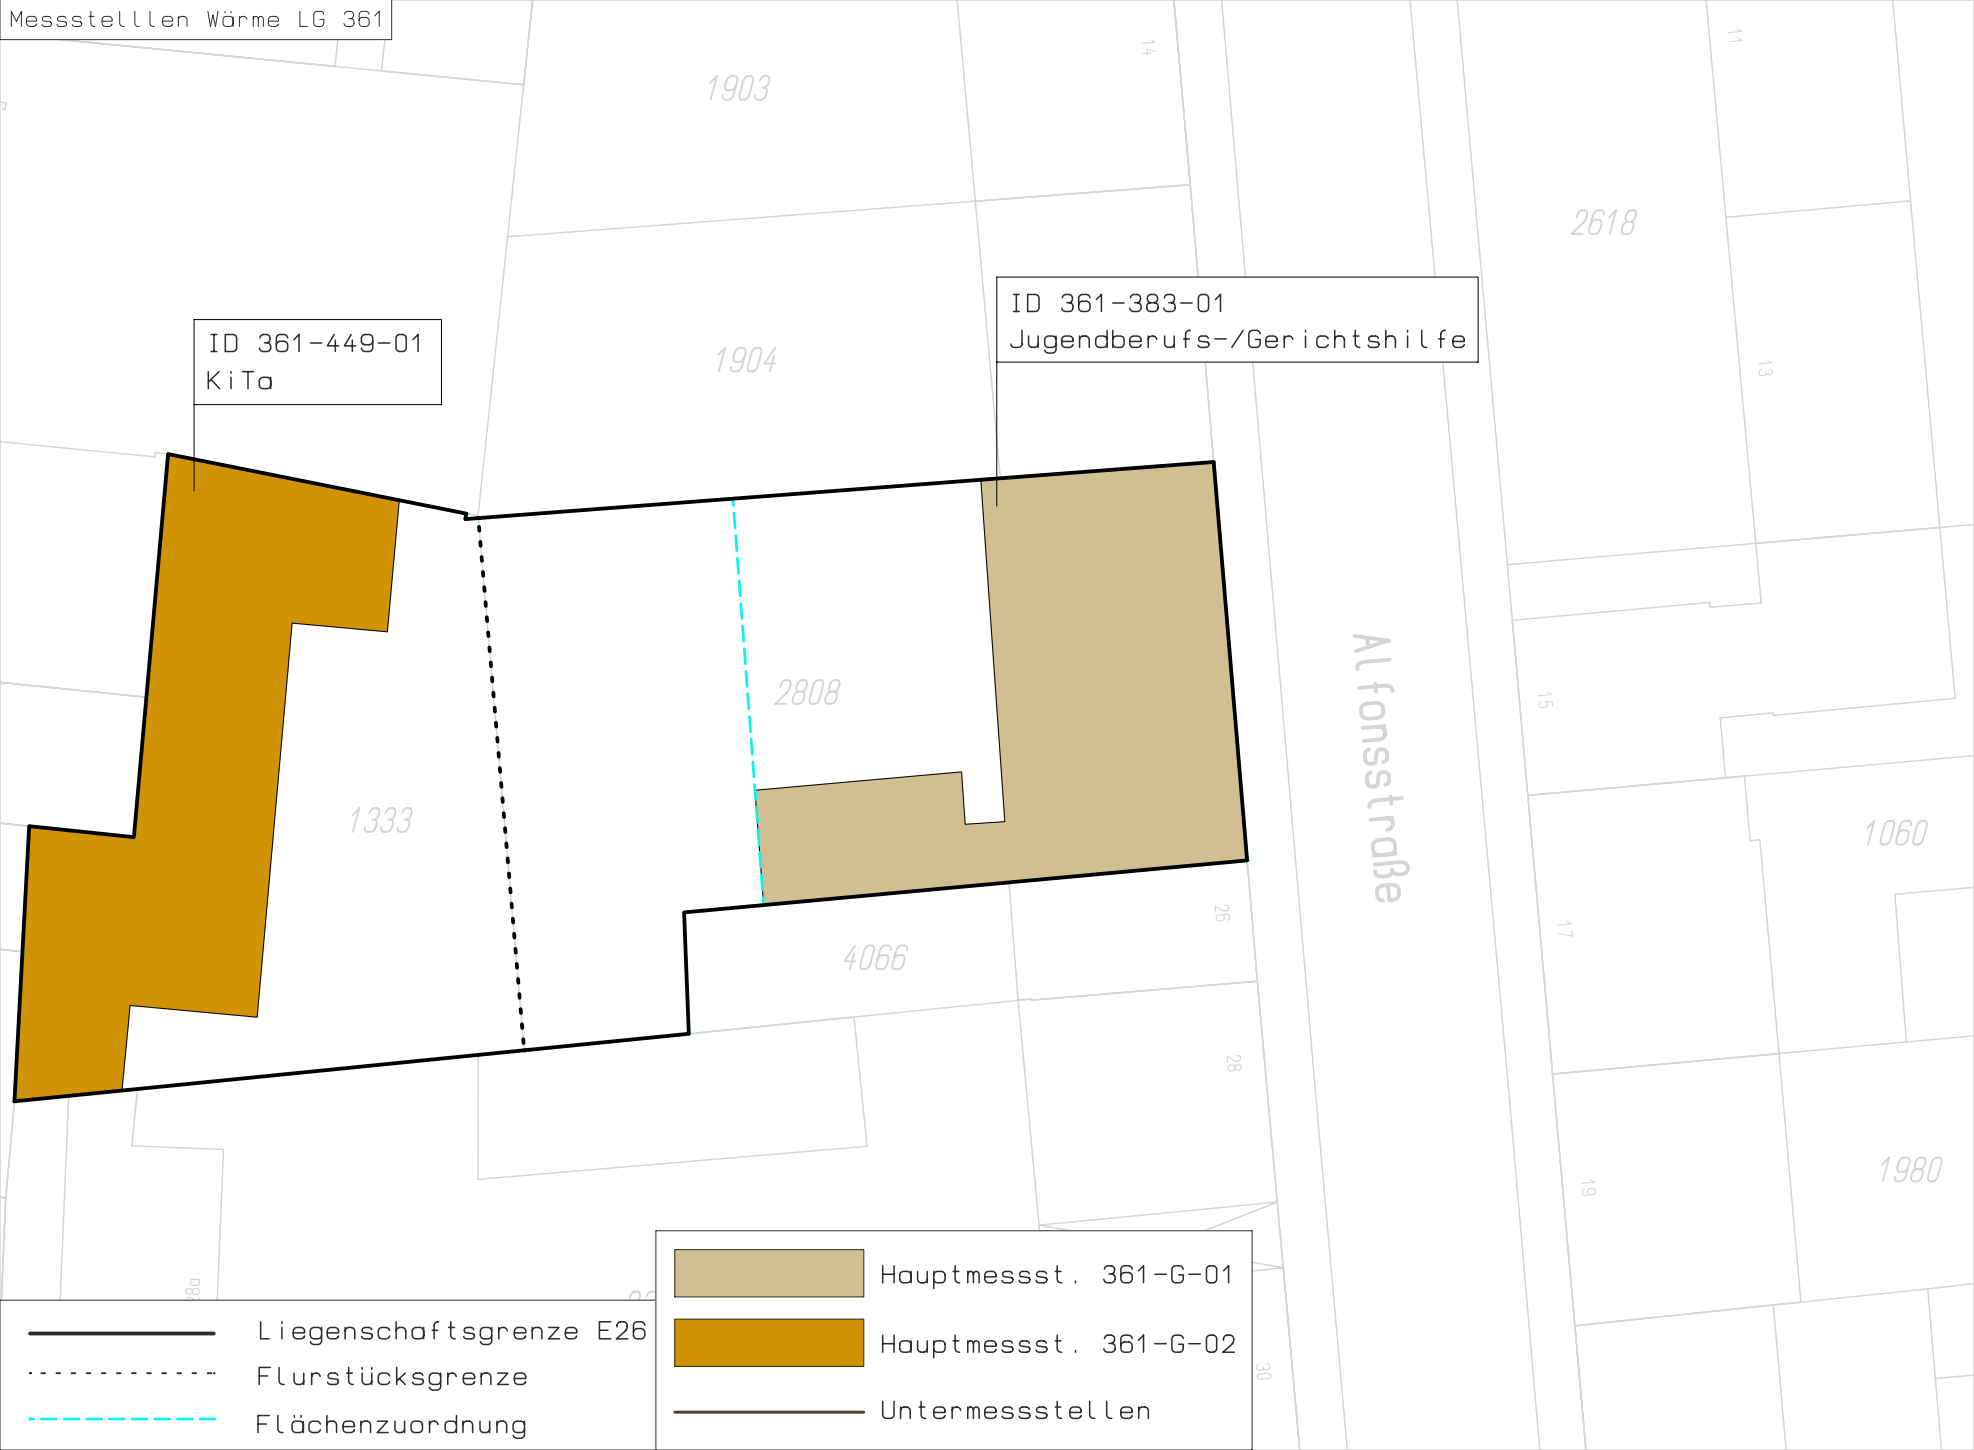 Messstelllen Wärme LG 361
14
11
1903
2618
ID 361-383-01
Jugendberufs-/Gerichtshilfe
ID 361-449-01
KiTa
1904
13
2808
15
Alfonsstraße
1333
1060
26
17
4066
28
1980
19
Hauptmessst. 361-G-01
Liegenschaftsgrenze E26
Hauptmessst. 361-G-02
Flurstücksgrenze
30
Untermessstellen
Flächenzuordnung